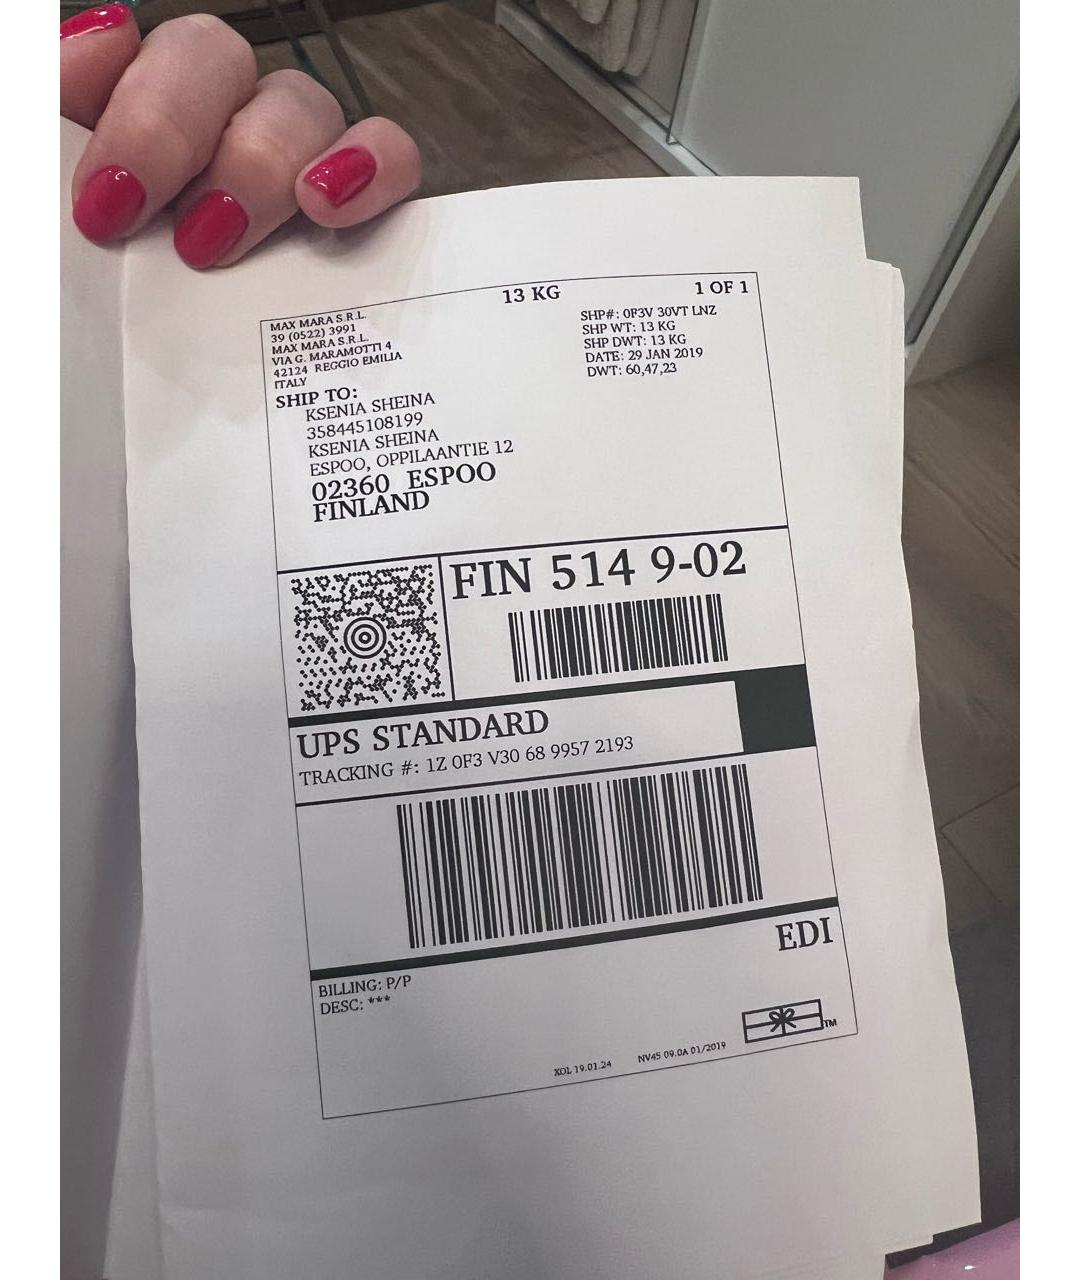 13 KG
1 OF 1
MAX MARA S.R.L.
39 (0522) 3991
MAX MARA S.R.L.
VIA G. MARAMOTTI 4
42124 REGGIO EMILIA
ITALY
SHP#: 0F3V 30VT LNZ
SHP WT: 13 KG
SHP DWT: 13 KG
DATE: 29 JAN 2019
DWT: 60,47,23
SHIP TO:
KSENIA SHEINA
358445108199
KSENIA SHEINA
ESPOO, OPPILAANTIE 12
02360 ESPOO
FINLAND
FIN 514 9-02
UPS STANDARD
TRACKING #: 1Z 0F3 V30 68 9957 2193
EDI
BILLING: P/P
DESC: ***
TM
XOL 19.01.24 NV45 09.0A 01/2019